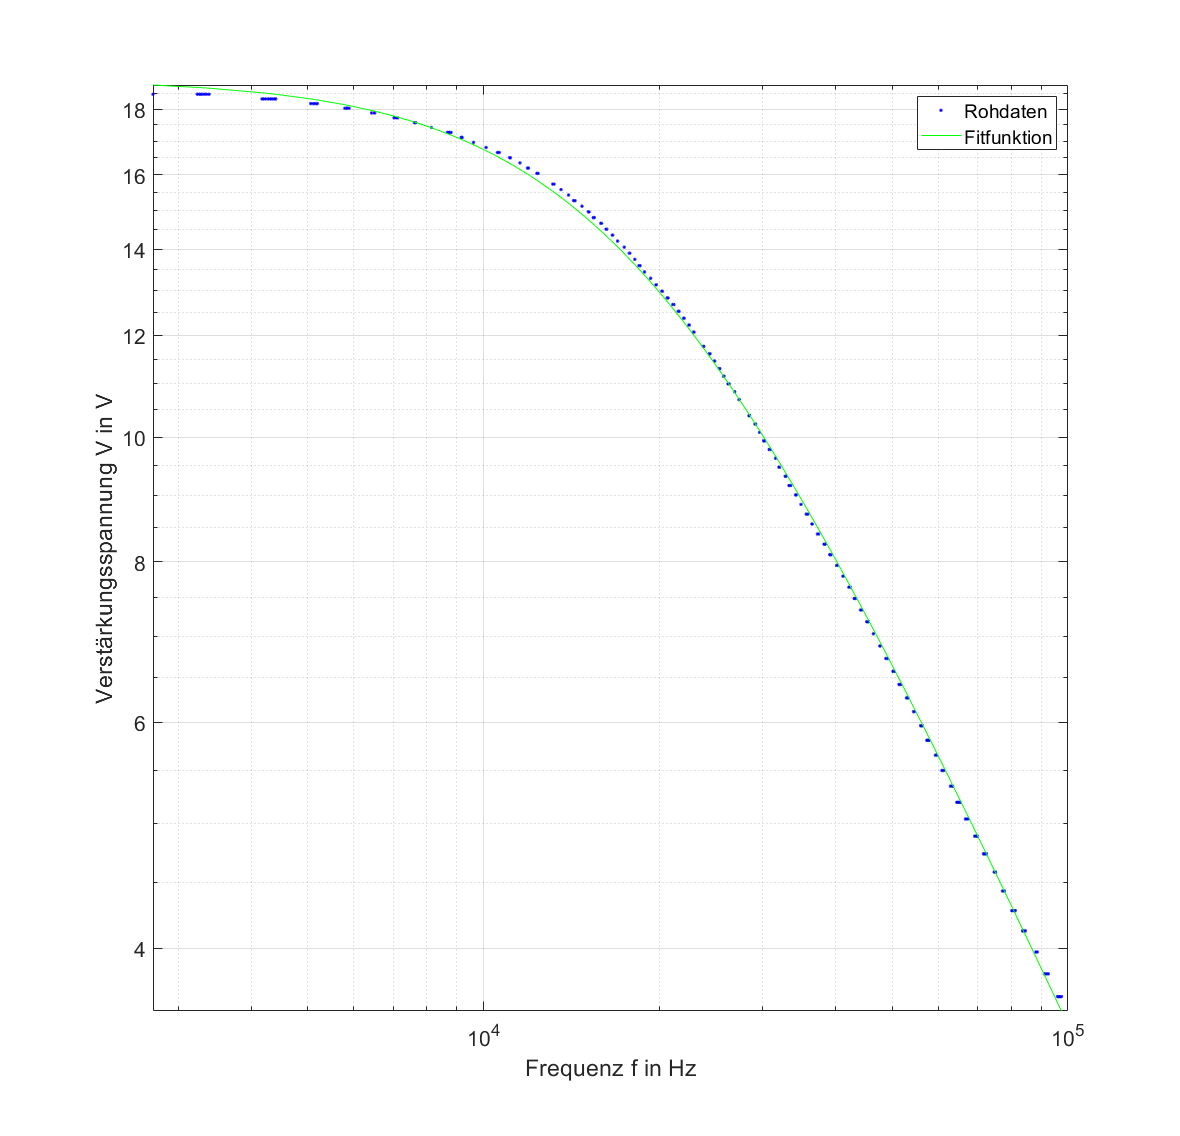 18
16
14
12
10
8
6
4
Verstärkungsspannung V in V
Rohdaten
Fitfunktion
10^4
10^5
Frequenz f in Hz